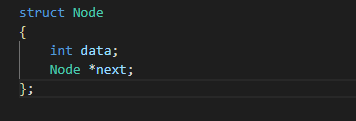 struct Node
{
    int data;
    Node *next;
};